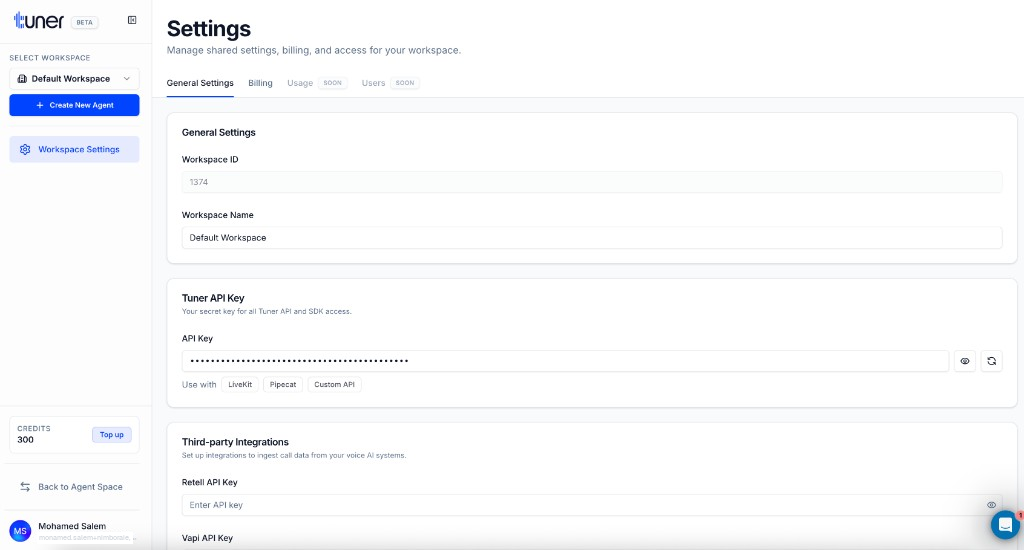 tuner BETA
SELECT WORKSPACE
Default Workspace
+ Create New Agent
Workspace Settings
CREDITS
300
Top up
Back to Agent Space
MS
Mohamed Salem
Settings
Manage shared settings, billing, and access for your workspace.
General Settings Billing Usage SOON Users SOON
General Settings
Workspace ID
1374
Workspace Name
Default Workspace
Tuner API Key
Your secret key for all Tuner API and SDK access.
API Key
Use with LiveKit Pipecat Custom API
Third-party Integrations
Set up integrations to ingest call data from your voice AI systems.
Retell API Key
Enter API key
Vapi API Key
1